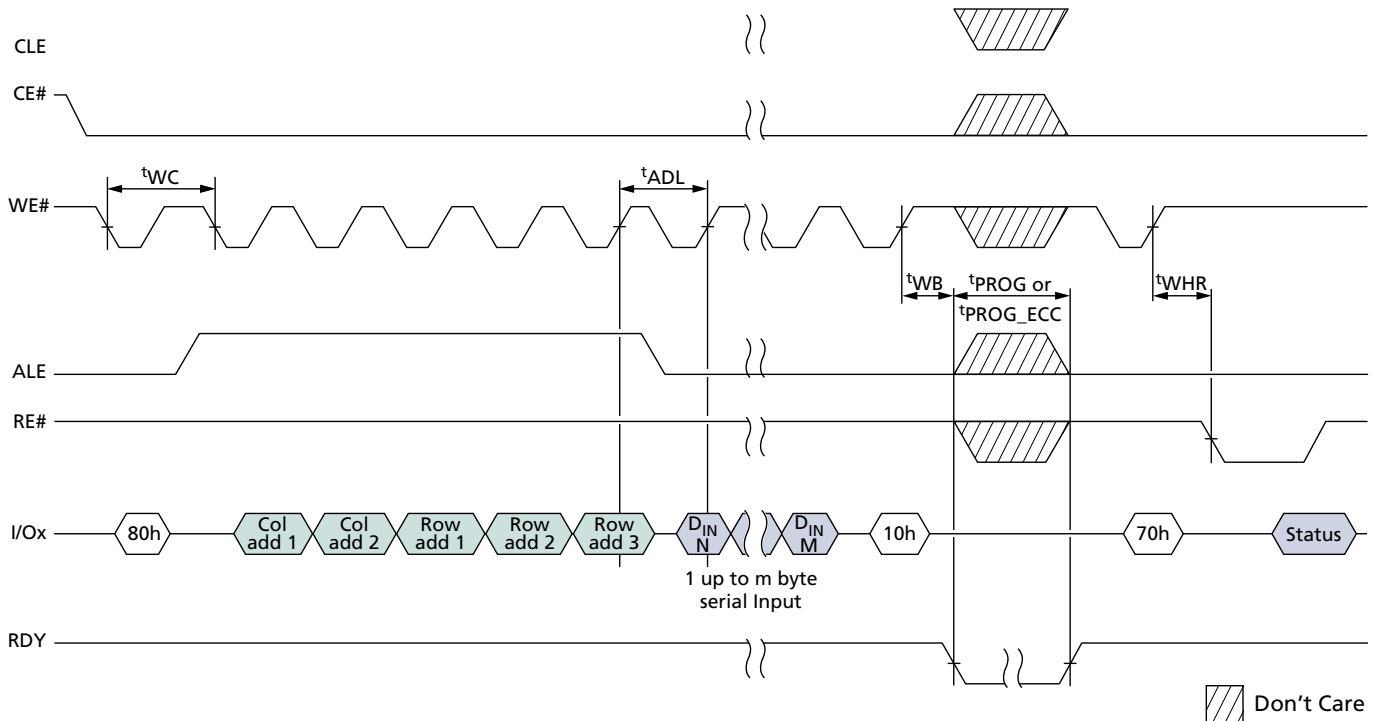 CLE
CE#
tWC
tADL
WE#
tWB
tPROG or
tPROG_ECC
tWHR
ALE
RE#
I/Ox
80h
Col add 1
Col add 2
Row add 1
Row add 2
Row add 3
DIN N
DIN M
10h
70h
Status
1 up to m byte
serial Input
RDY
Don't Care